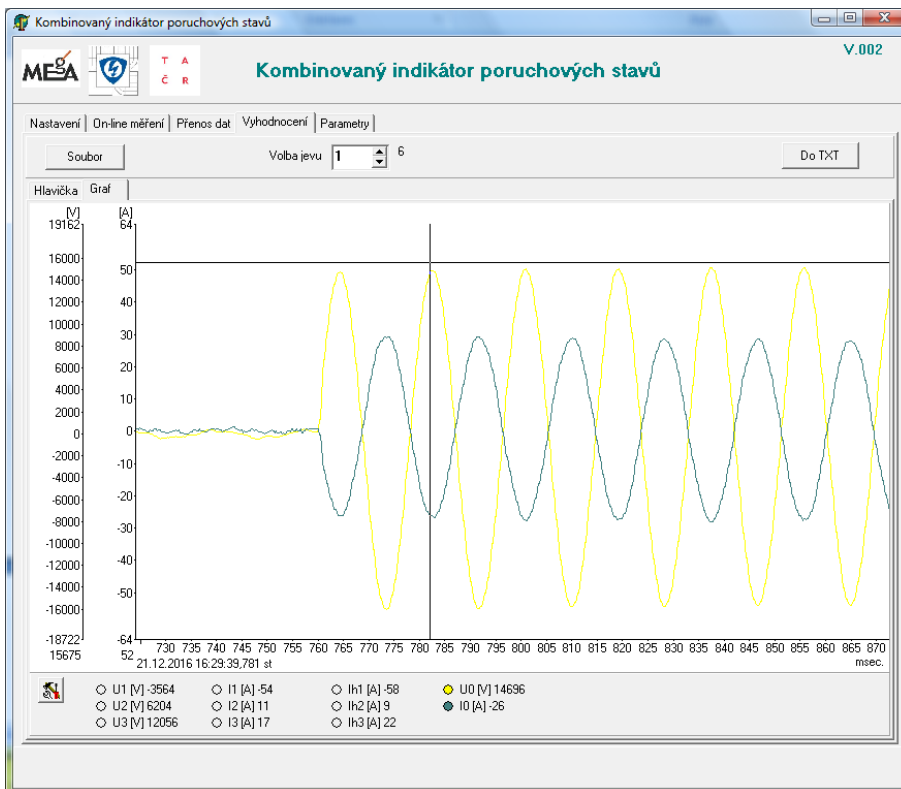 Kombinovaný indikátor poruchových stavů
V.002
MEgA
T A
Č R
Kombinovaný indikátor poruchových stavů
Nastavení On-line měření Přenos dat Vyhodnocení Parametry
Soubor Volba jevu 1 6 Do TXT
Hlavička Graf
[V] [A]
19162 64
16000
14000 50
12000 40
10000
8000 30
6000 20
4000
2000 10
0 0
-2000
-4000 -10
-6000 -20
-8000
-10000 -30
-12000 -40
-14000 -50
-16000
-18722 -64
730 735 740 745 750 755 760 765 770 775 780 785 790 795 800 805 810 815 820 825 830 835 840 845 850 855 860 865 870
15675 52 21.12.2016 16:29:39,781 st msec.
U1 [V] -3564 I1 [A] -54 Ih1 [A] -58 U0 [V] 14696
U2 [V] 6204 I2 [A] 11 Ih2 [A] 9 I0 [A] -26
U3 [V] 12056 I3 [A] 17 Ih3 [A] 22